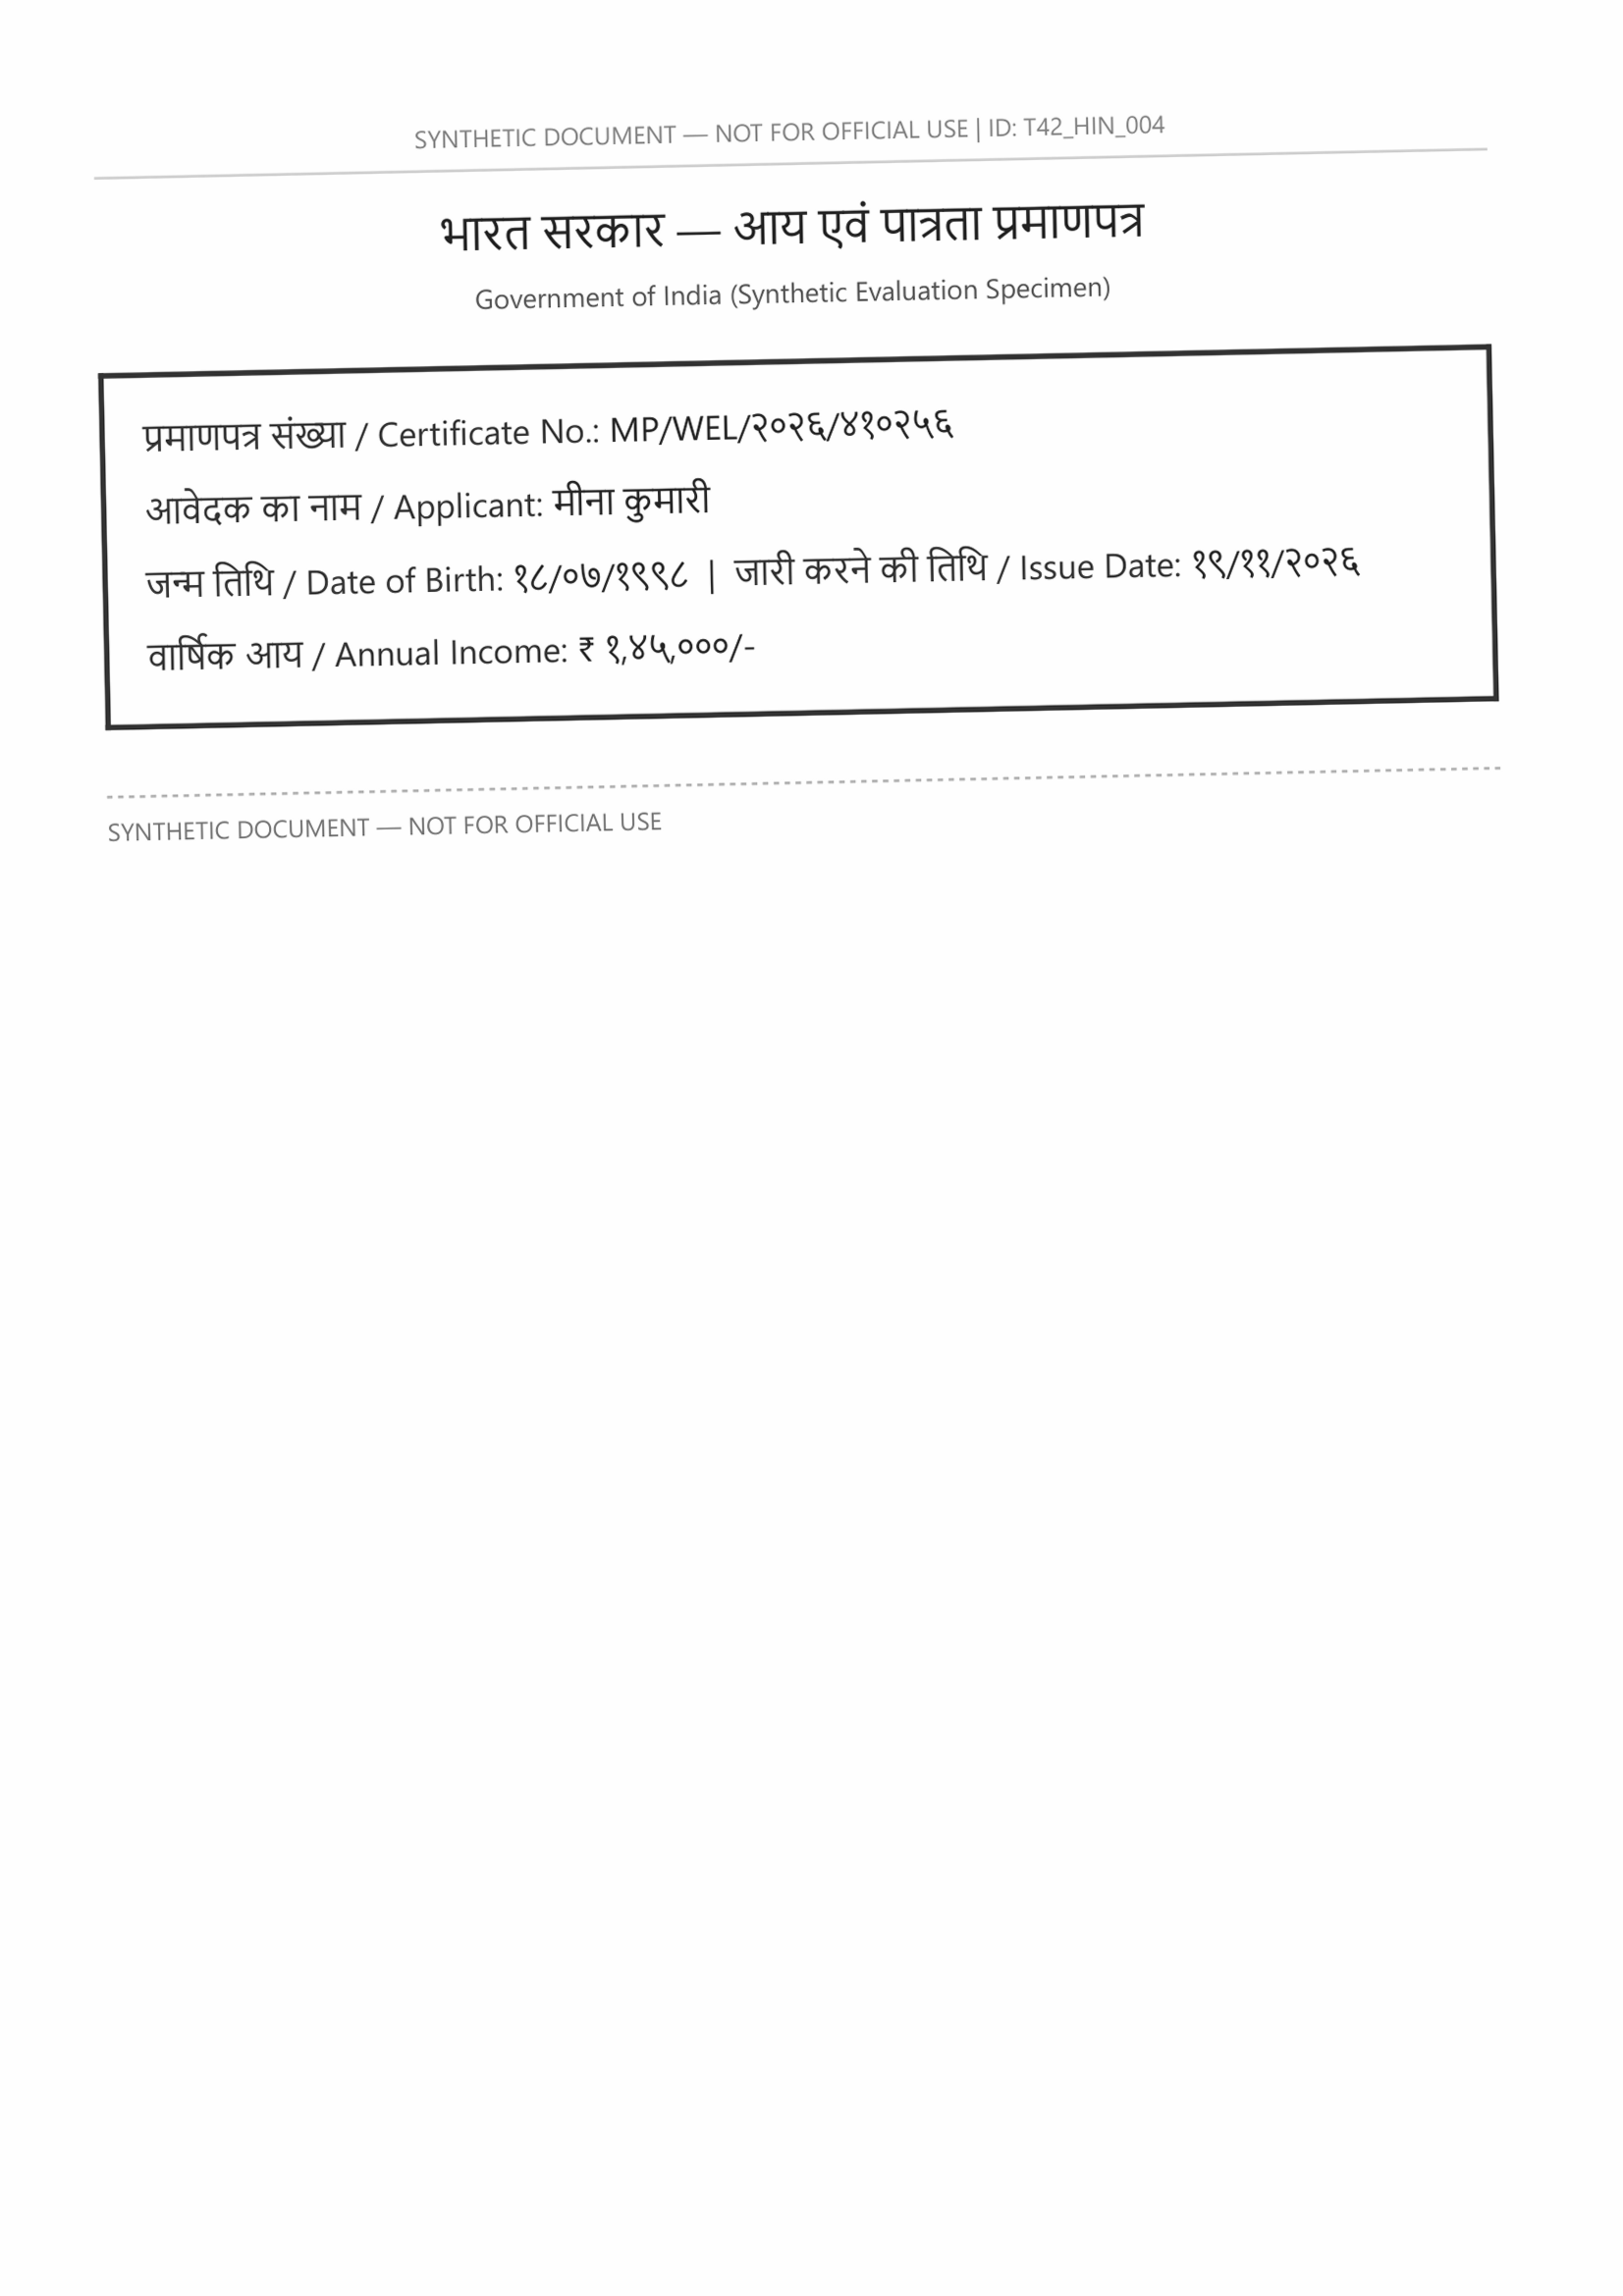 SYNTHETIC DOCUMENT — NOT FOR OFFICIAL USE | ID: T42_HIN_004
भारत सरकार — आय एवं पात्रता प्रमाणपत्र
Government of India (Synthetic Evaluation Specimen)
प्रमाणपत्र संख्या / Certificate No.: MP/WEL/२०२६/४१०२५६
आवेदक का नाम / Applicant: मीना कुमारी
जन्म तिथि / Date of Birth: १८/०७/१९९८ | जारी करने की तिथि / Issue Date: १९/११/२०२६
वार्षिक आय / Annual Income: ₹ १,४५,०००/-
SYNTHETIC DOCUMENT — NOT FOR OFFICIAL USE